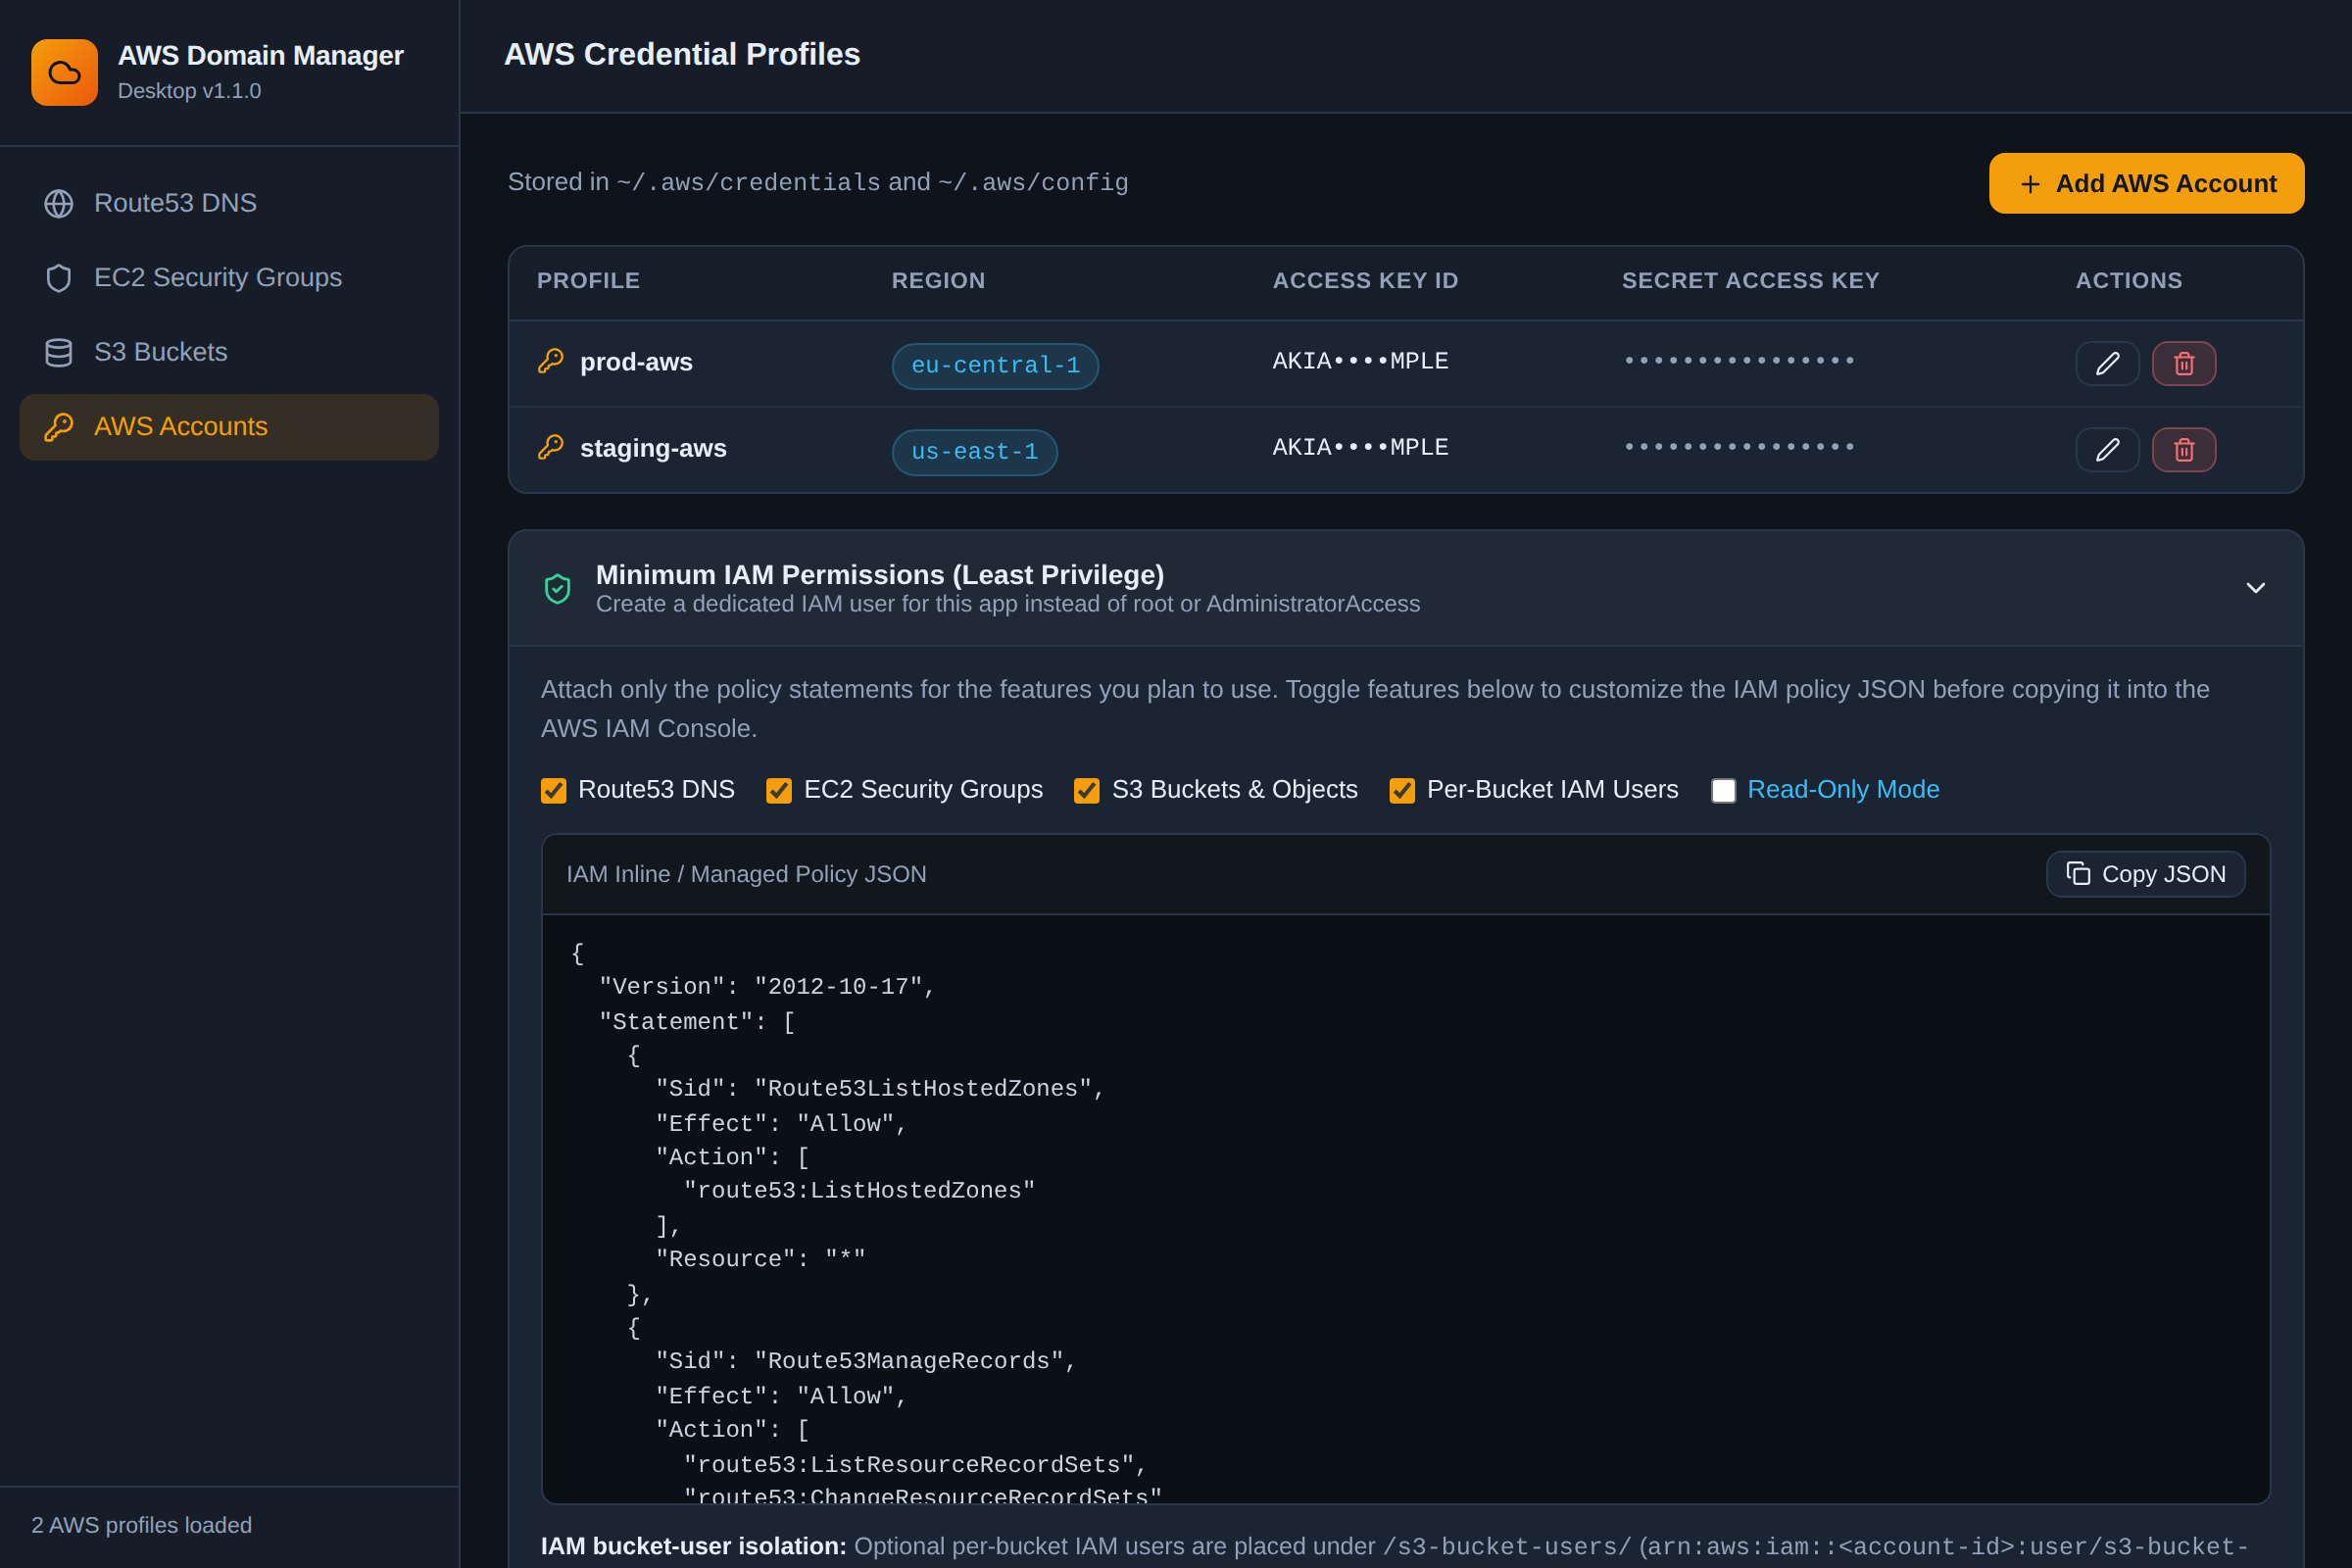 AWS Domain Manager
Desktop v1.1.0
Route53 DNS
EC2 Security Groups
S3 Buckets
AWS Accounts
2 AWS profiles loaded
AWS Credential Profiles
Stored in ~/.aws/credentials and ~/.aws/config
Add AWS Account
PROFILE REGION ACCESS KEY ID SECRET ACCESS KEY ACTIONS
prod-aws eu-central-1 AKIA••••MPLE ••••••••••••••••
staging-aws us-east-1 AKIA••••MPLE ••••••••••••••••
Minimum IAM Permissions (Least Privilege)
Create a dedicated IAM user for this app instead of root or AdministratorAccess
Attach only the policy statements for the features you plan to use. Toggle features below to customize the IAM policy JSON before copying it into the
AWS IAM Console.
Route53 DNS EC2 Security Groups S3 Buckets & Objects Per-Bucket IAM Users Read-Only Mode
IAM Inline / Managed Policy JSON Copy JSON
{
  "Version": "2012-10-17",
  "Statement": [
    {
      "Sid": "Route53ListHostedZones",
      "Effect": "Allow",
      "Action": [
        "route53:ListHostedZones"
      ],
      "Resource": "*"
    },
    {
      "Sid": "Route53ManageRecords",
      "Effect": "Allow",
      "Action": [
        "route53:ListResourceRecordSets",
        "route53:ChangeResourceRecordSets"
IAM bucket-user isolation: Optional per-bucket IAM users are placed under /s3-bucket-users/ (arn:aws:iam::<account-id>:user/s3-bucket-